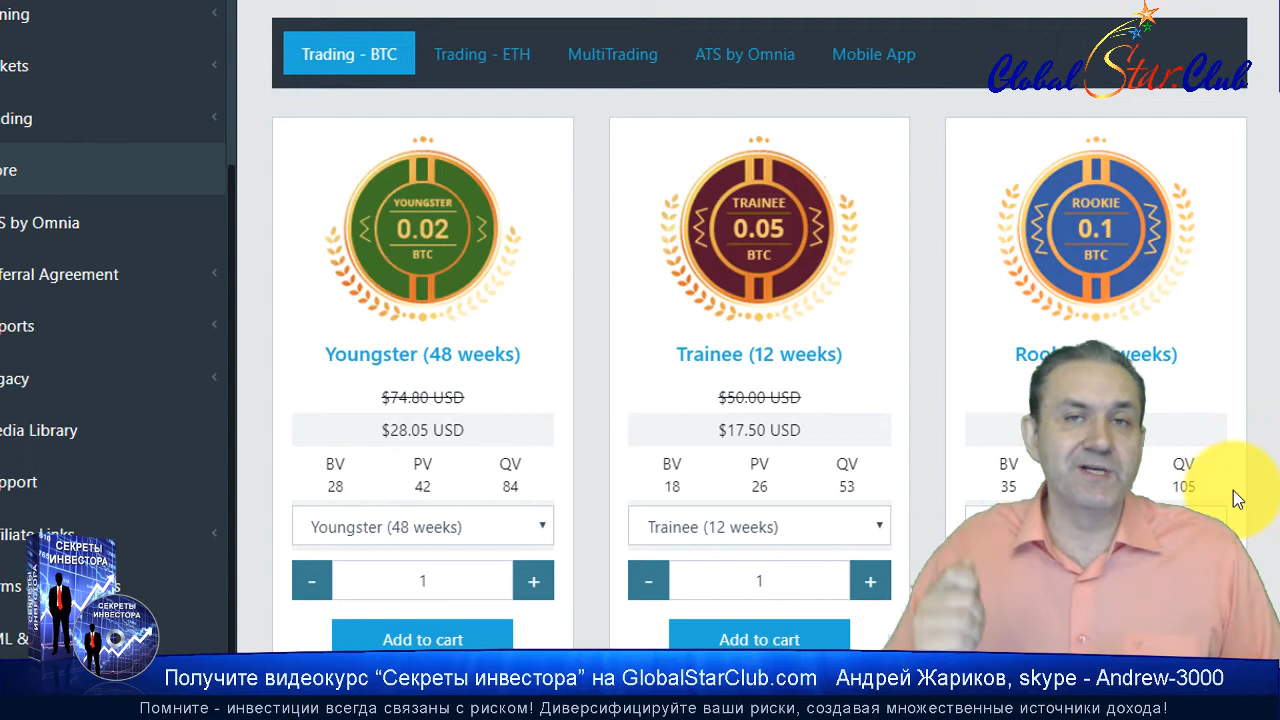 ning
Trading - BTC
Trading - ETH
MultiTrading
ATS by Omnia
Mobile App
Global Star.Club
kets
ding
ore
S by Omnia
ferral Agreement
ports
gacy
edia Library
pport
filiate Links
rms
s
ML &
YOUNGSTER
0.02
BTC
Youngster (48 weeks)
$74.80 USD
$28.05 USD
BV PV QV
28 42 84
Youngster (48 weeks)
- 1 +
Add to cart
TRAINEE
0.05
BTC
Trainee (12 weeks)
$50.00 USD
$17.50 USD
BV PV QV
18 26 53
Trainee (12 weeks)
- 1 +
Add to cart
ROOKIE
0.1
BTC
weeks)
BV QV
35 105
СЕКРЕТЫ
ИНВЕСТОРА
СЕКРЕТЫ
ИНВЕСТОРА
Получите видеокурс “Секреты инвестора” на GlobalStarClub.com Андрей Жариков, skype - Andrew-3000
Помните - инвестиции всегда связаны с риском! Диверсифицируйте ваши риски, создавая множественные источники дохода!